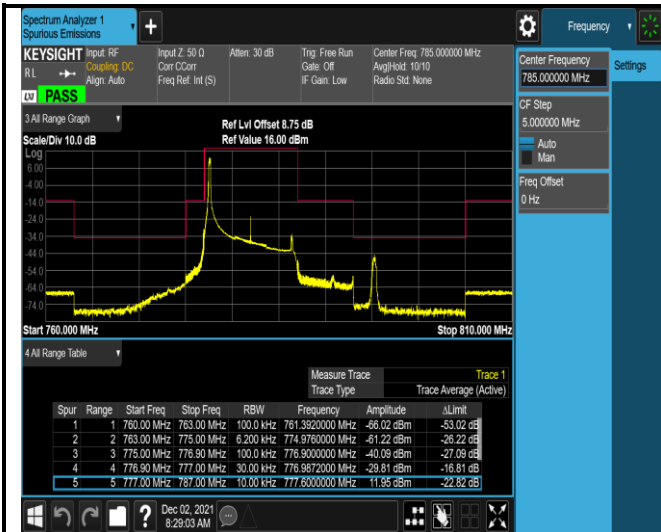 Spectrum Analyzer 1
Spurious Emissions
Frequency
KEYSIGHT
RL
LXI PASS
Input: RF
Coupling: DC
Align: Auto
Input Z: 50 Ω
Corr CCorr
Freq Ref: Int (S)
Atten: 30 dB
Trig: Free Run
Gate: Off
IF Gain: Low
Center Freq: 785.000000 MHz
Avg|Hold: 10/10
Radio Std: None
Center Frequency
785.000000 MHz
Settings
CF Step
5.000000 MHz
Auto
Man
Freq Offset
0 Hz
3 All Range Graph
Scale/Div 10.0 dB
Ref Lvl Offset 8.75 dB
Ref Value 16.00 dBm
Log
6.00
-4.00
-14.0
-24.0
-34.0
-44.0
-54.0
-64.0
-74.0
Start 760.000 MHz Stop 810.000 MHz
4 All Range Table
Measure Trace Trace 1
Trace Type Trace Average (Active)
Spur Range Start Freq Stop Freq RBW Frequency Amplitude ΔLimit
1 1 760.00 MHz 763.00 MHz 100.0 kHz 761.3920000 MHz -66.02 dBm -53.02 dB
2 2 763.00 MHz 775.00 MHz 6.200 kHz 774.9760000 MHz -61.22 dBm -26.22 dB
3 3 775.00 MHz 776.90 MHz 100.0 kHz 776.9000000 MHz -40.09 dBm -27.09 dB
4 4 776.90 MHz 777.00 MHz 30.00 kHz 776.9872000 MHz -29.81 dBm -16.81 dB
5 5 777.00 MHz 787.00 MHz 10.00 kHz 777.6000000 MHz 11.95 dBm -22.82 dB
Dec 02, 2021
8:29:03 AM